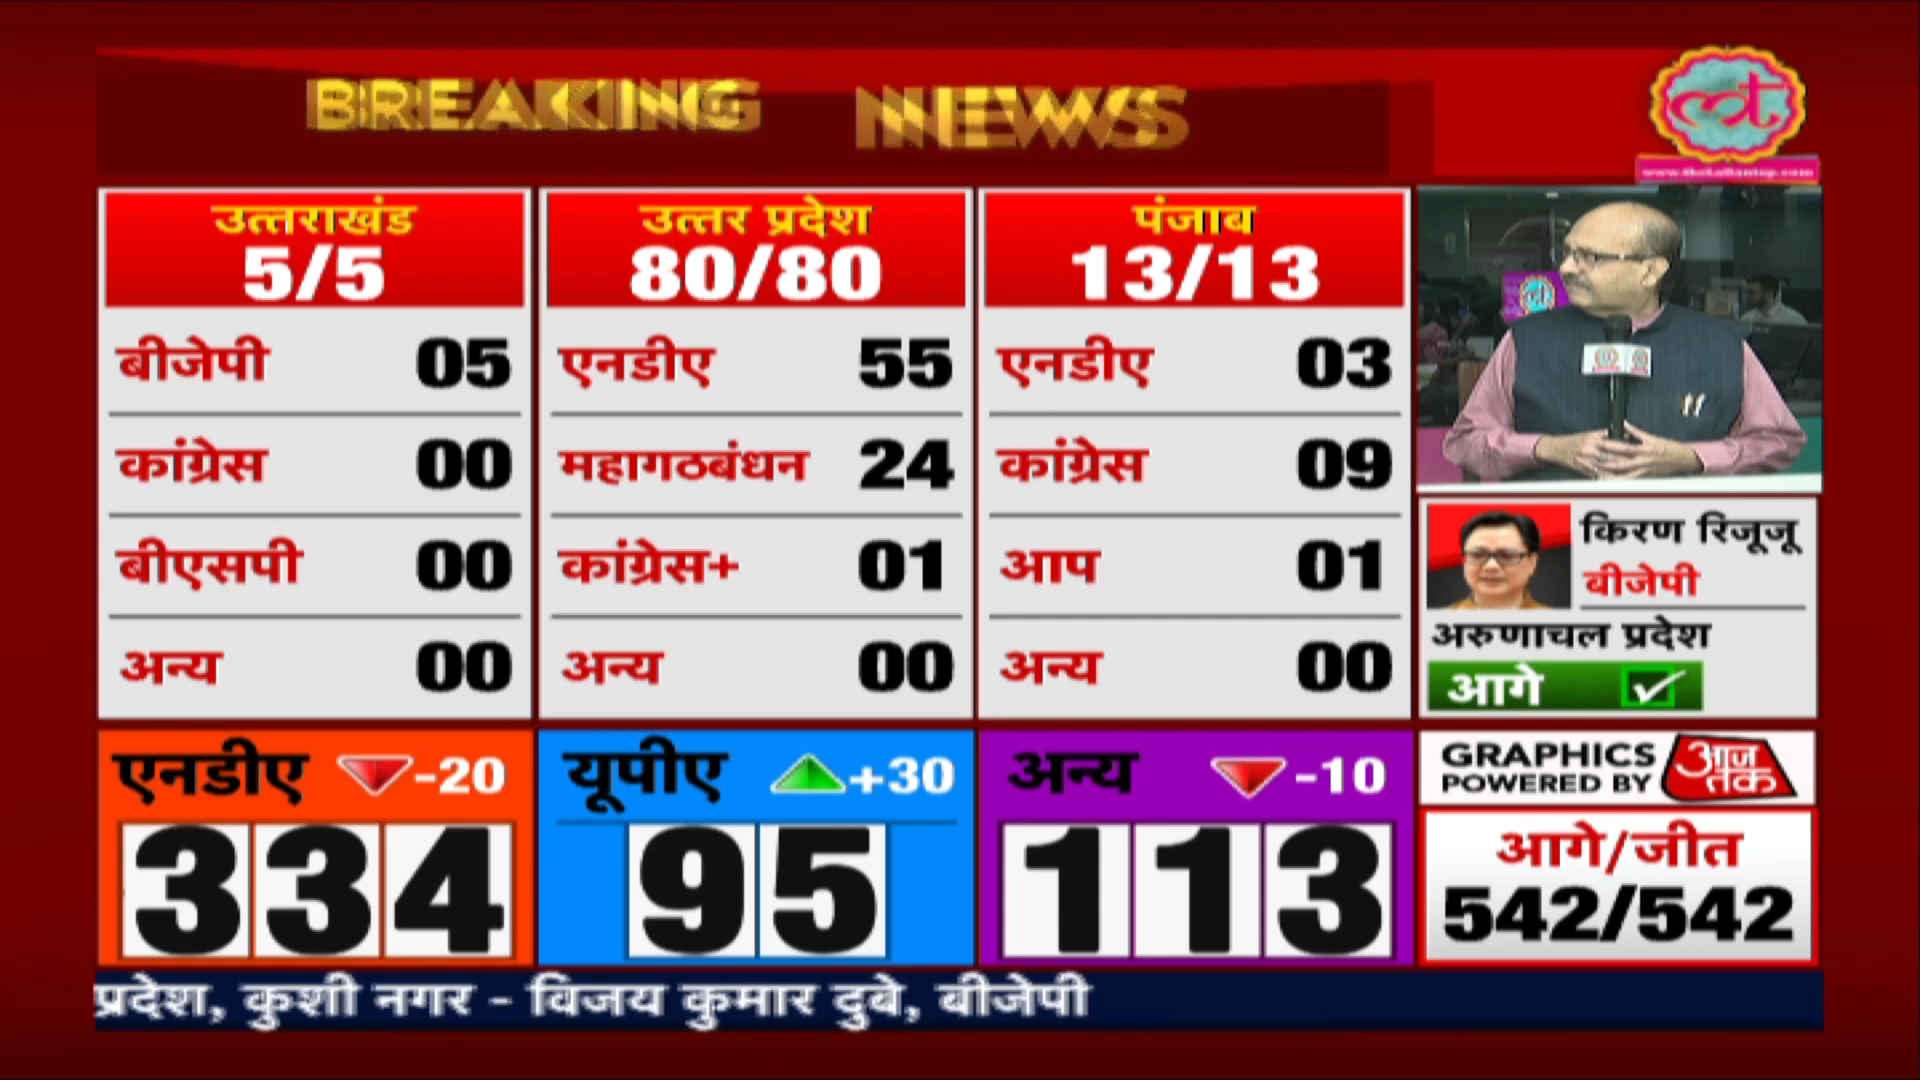 BREAKING NEWS
www.thelallantop.com
उत्तराखंड
5/5
बीजेपी 05
कांग्रेस 00
बीएसपी 00
अन्य 00
उत्तर प्रदेश
80/80
एनडीए 55
महागठबंधन 24
कांग्रेस+ 01
अन्य 00
पंजाब
13/13
एनडीए 03
कांग्रेस 09
आप 01
अन्य 00
किरण रिजूजू
बीजेपी
अरुणाचल प्रदेश
आगे
एनडीए -20
334
यूपीए +30
95
अन्य -10
113
GRAPHICS
POWERED BY
आज
तक
आगे/जीत
542/542
प्रदेश, कुशी नगर - विजय कुमार दुबे, बीजेपी